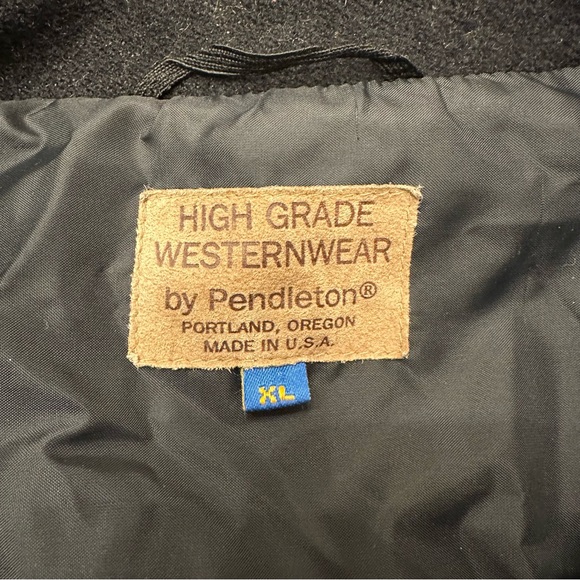 HIGH GRADE
WESTERNWEAR
by Pendleton®
PORTLAND, OREGON
MADE IN U.S.A.
XL